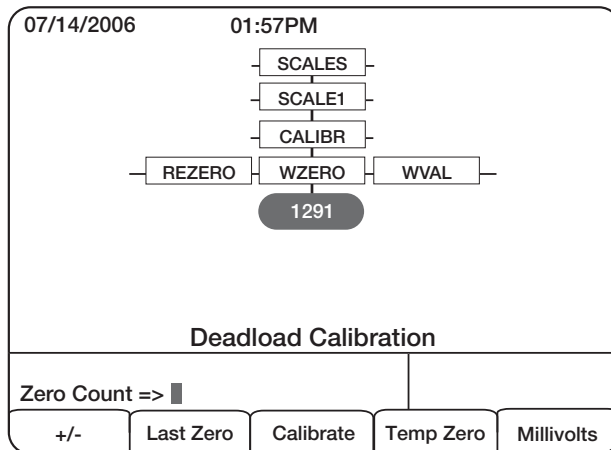 07/14/2006 01:57PM
SCALES
SCALE1
CALIBR
REZERO WZERO WVAL
1291
Deadload Calibration
Zero Count =>
+/- Last Zero Calibrate Temp Zero Millivolts